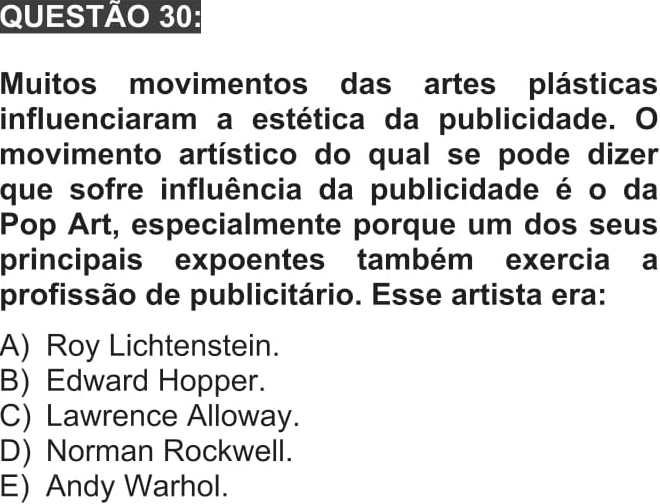 QUESTÃO 30:
Muitos movimentos das artes plásticas
influenciaram a estética da publicidade. O
movimento artístico do qual se pode dizer
que sofre influência da publicidade é o da
Pop Art, especialmente porque um dos seus
principais expoentes também exercia a
profissão de publicitário. Esse artista era:
A) Roy Lichtenstein.
B) Edward Hopper.
C) Lawrence Alloway.
D) Norman Rockwell.
E) Andy Warhol.